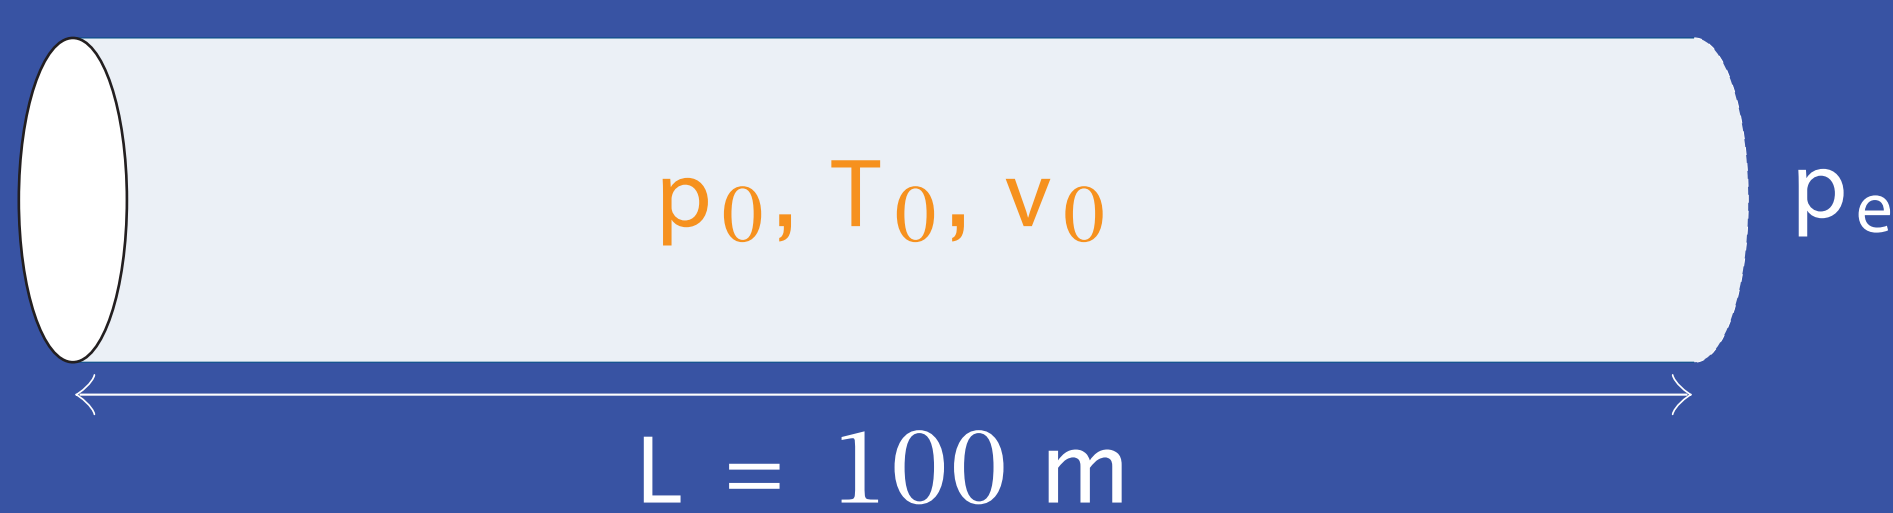 p₀, T₀, v₀
pₑ
L = 100 m